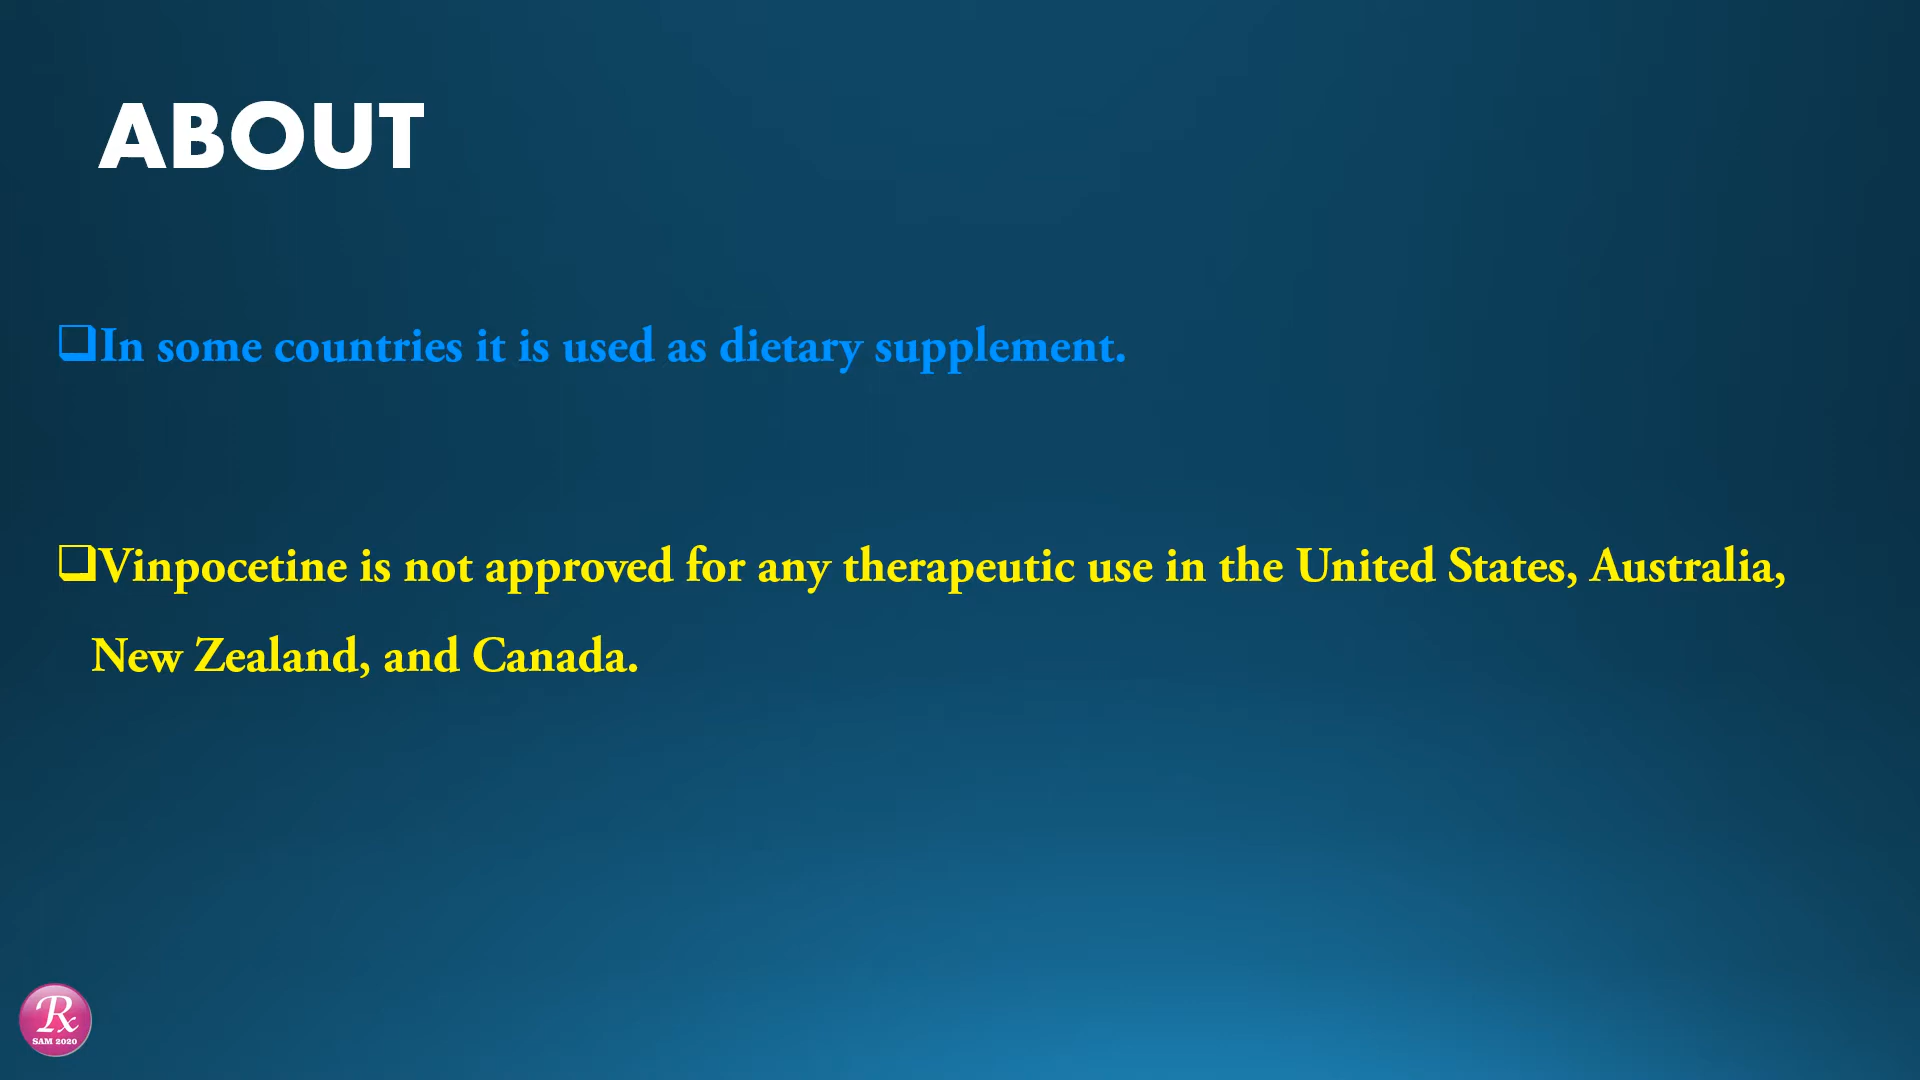 ABOUT
❑In some countries it is used as dietary supplement.
❑Vinpocetine is not approved for any therapeutic use in the United States, Australia,
New Zealand, and Canada.
Rx
SAM 2020